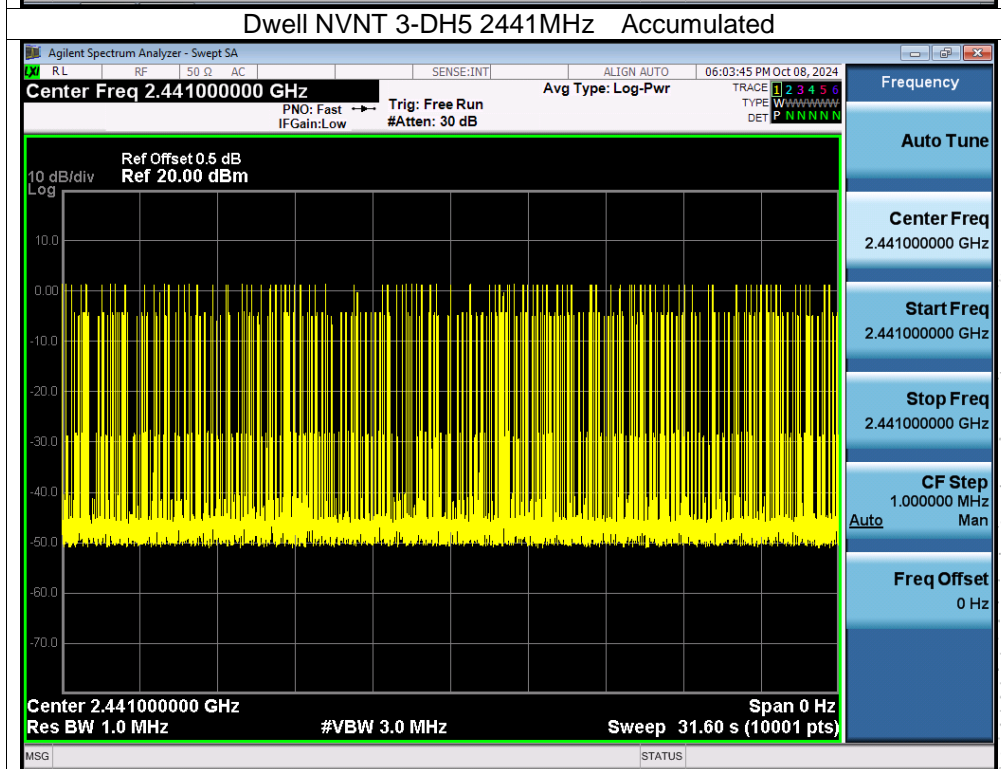 Dwell NVNT 3-DH5 2441MHz Accumulated
Agilent Spectrum Analyzer - Swept SA
LXI RL RF 50 Ω AC SENSE:INT ALIGN AUTO 06:03:45 PM Oct 08, 2024
Center Freq 2.441000000 GHz
PNO: Fast
IFGain:Low
Trig: Free Run
#Atten: 30 dB
Avg Type: Log-Pwr
TRACE 1 2 3 4 5 6
TYPE WWWWWW
DET P N N N N N
Ref Offset 0.5 dB
10 dB/div Ref 20.00 dBm
Log
10.0
0.00
-10.0
-20.0
-30.0
-40.0
-50.0
-60.0
-70.0
Center 2.441000000 GHz Span 0 Hz
Res BW 1.0 MHz #VBW 3.0 MHz Sweep 31.60 s (10001 pts)
MSG STATUS
Frequency
Auto Tune
Center Freq
2.441000000 GHz
Start Freq
2.441000000 GHz
Stop Freq
2.441000000 GHz
CF Step
1.000000 MHz
Auto Man
Freq Offset
0 Hz